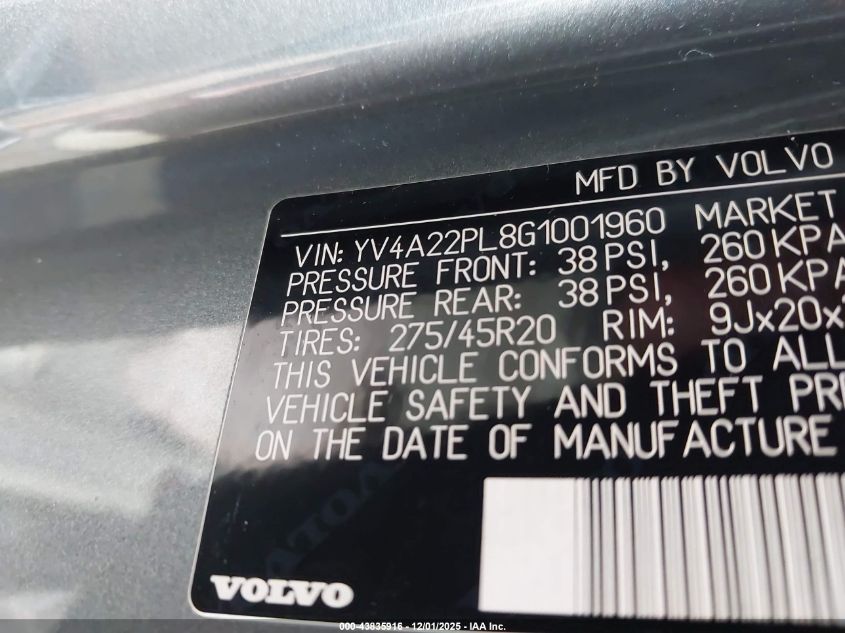 MFD BY VOLVO
VIN: YV4A22PL8G1001960 MARKET
PRESSURE FRONT: 38 PSI, 260 KPA
PRESSURE REAR: 38 PSI, 260 KPA
TIRES: 275/45R20 RIM: 9Jx20x
THIS VEHICLE CONFORMS TO ALL
VEHICLE SAFETY AND THEFT PRE
ON THE DATE OF MANUFACTURE
VOLVO
000-43835916 - 12/01/2025 - IAA Inc.